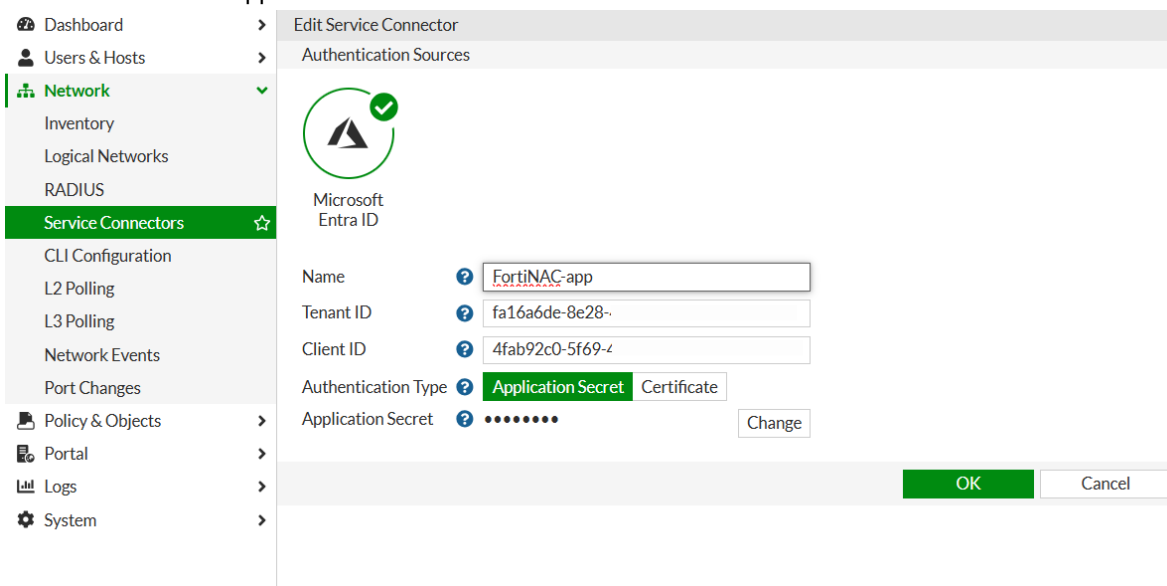 Dashboard
Users & Hosts
Network
Inventory
Logical Networks
RADIUS
Service Connectors
CLI Configuration
L2 Polling
L3 Polling
Network Events
Port Changes
Policy & Objects
Portal
Logs
System
Edit Service Connector
Authentication Sources
Microsoft
Entra ID
Name FortiNAC-app
Tenant ID fa16a6de-8e28-
Client ID 4fab92c0-5f69-4
Authentication Type Application Secret Certificate
Application Secret •••••••• Change
OK Cancel